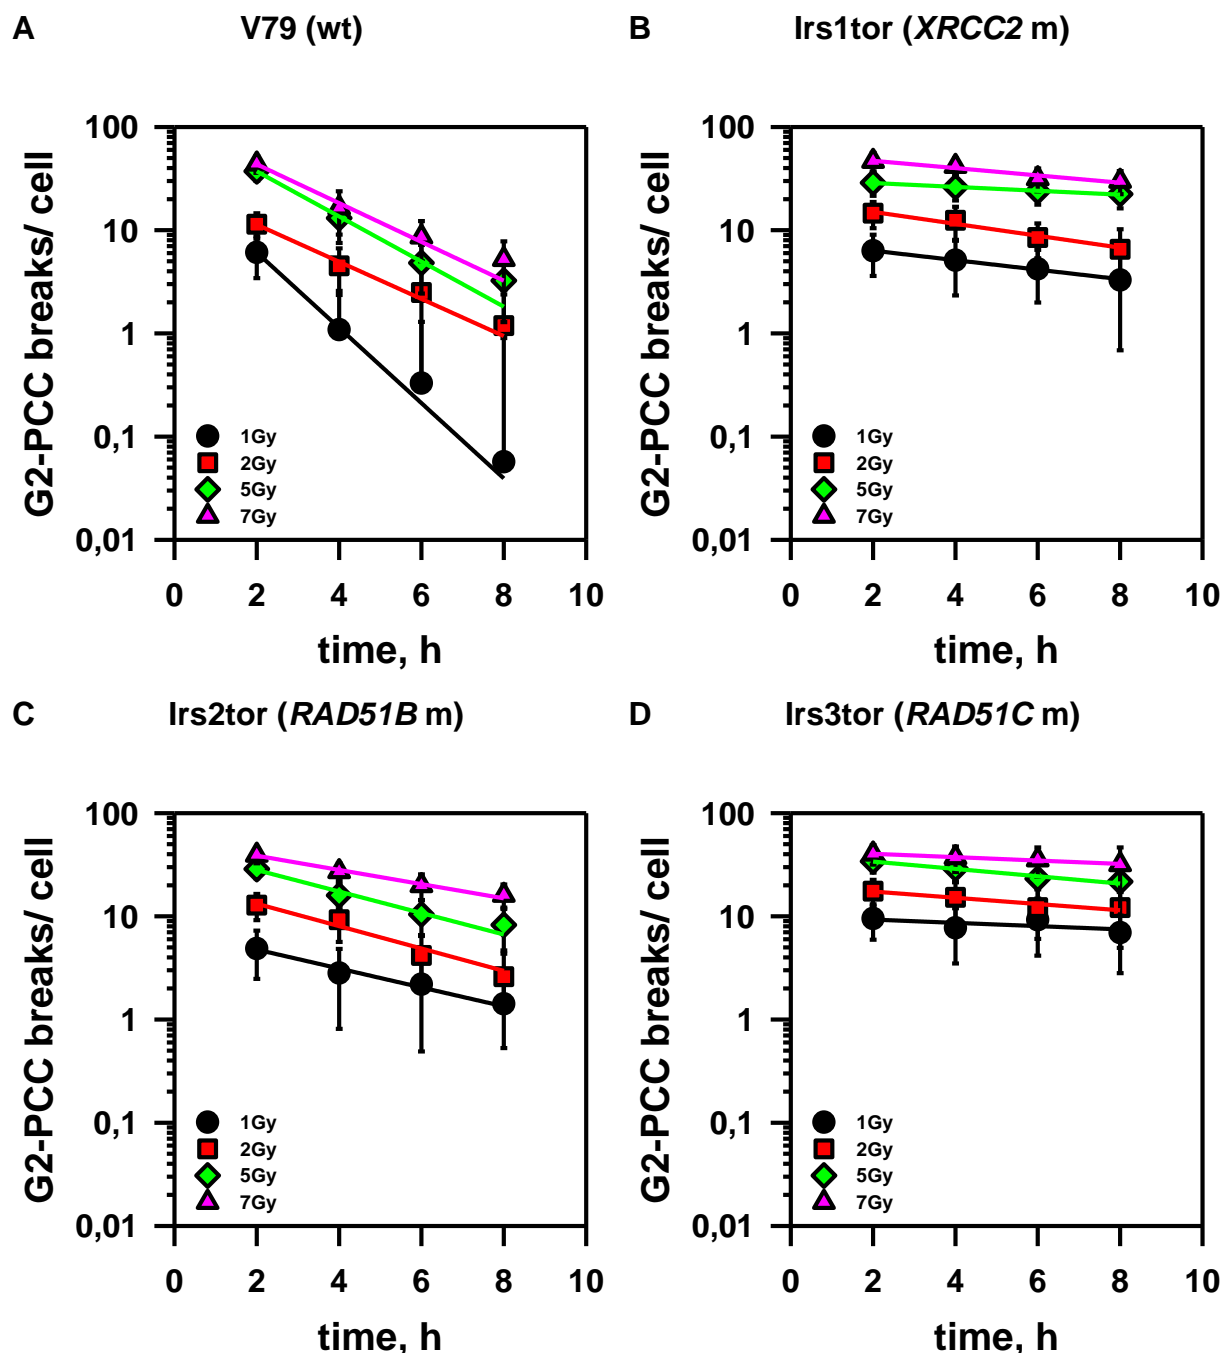 A V79 (wt)
G2-PCC breaks/ cell
100
10
1
0,1
0,01
1Gy
2Gy
5Gy
7Gy
0 2 4 6 8 10
time, h
B Irs1tor (XRCC2 m)
G2-PCC breaks/ cell
100
10
1
0,1
0,01
1Gy
2Gy
5Gy
7Gy
0 2 4 6 8 10
time, h
C Irs2tor (RAD51B m)
G2-PCC breaks/ cell
100
10
1
0,1
0,01
1Gy
2Gy
5Gy
7Gy
0 2 4 6 8 10
time, h
D Irs3tor (RAD51C m)
G2-PCC breaks/ cell
100
10
1
0,1
0,01
1Gy
2Gy
5Gy
7Gy
0 2 4 6 8 10
time, h